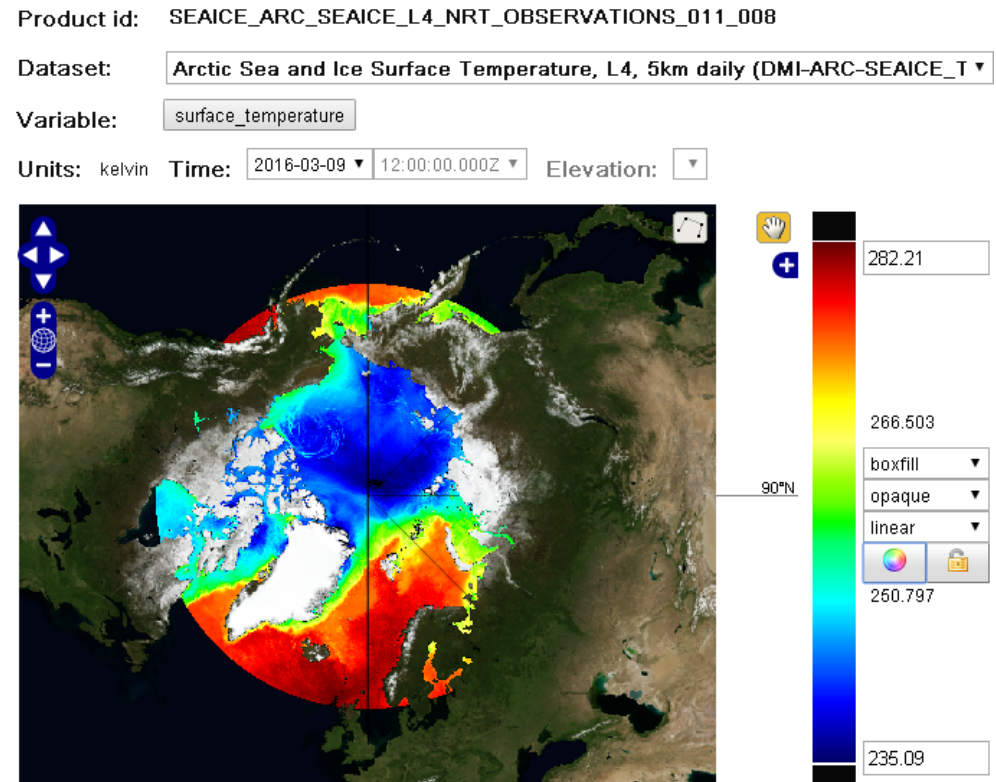 Product id: SEAICE_ARC_SEAICE_L4_NRT_OBSERVATIONS_011_008
Dataset: Arctic Sea and Ice Surface Temperature, L4, 5km daily (DMI-ARC-SEAICE_T
Variable: surface_temperature
Units: kelvin Time: 2016-03-09 12:00:00.000Z Elevation:
282.21
266.503
boxfill
90°N
opaque
linear
250.797
235.09